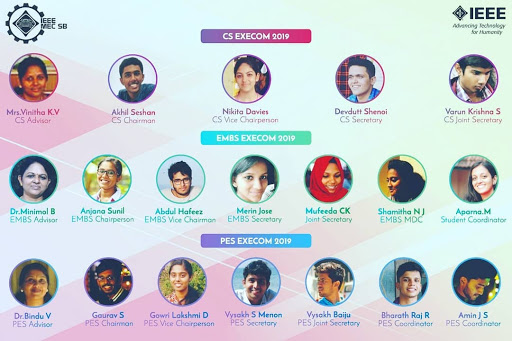 IEEE
MEC SB
IEEE
Advancing Technology
for Humanity
CS EXECOM 2019
Mrs.Vinitha K.V
CS Advisor
Akhil Seshan
CS Chairman
Nikita Davies
CS Vice Chairperson
Devdutt Shenoi
CS Secretary
Varun Krishna S
CS Joint Secretary
EMBS EXECOM 2019
Dr.Minimol B
EMBS Advisor
Anjana Sunil
EMBS Chairperson
Abdul Hafeez
EMBS Vice Chairman
Merin Jose
EMBS Secretary
Mufeeda CK
Joint Secretary
Shamitha N J
EMBS MDC
Aparna.M
Student Coordinator
PES EXECOM 2019
Dr.Bindu V
PES Advisor
Gaurav S
PES Chairman
Gowri Lakshmi D
PES Vice Chairperson
Vysakh S Menon
PES Secretary
Vysakh Baiju
PES Joint Secretary
Bharath Raj R
PES Coordinator
Amin J S
PES Coordinator